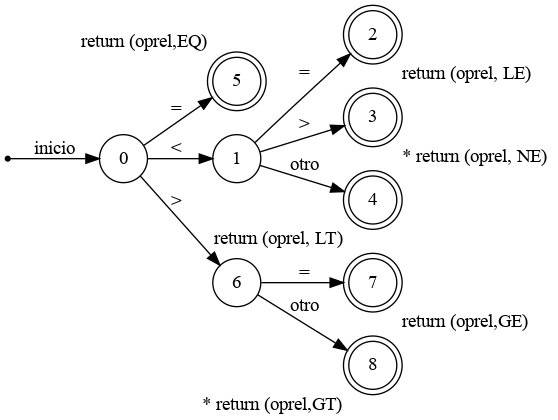 2
return (oprel,EQ)
5
=
return (oprel, LE)
=
3
>
inicio
0
<
1
* return (oprel, NE)
otro
4
>
return (oprel, LT)
6
=
7
otro
return (oprel,GE)
8
* return (oprel,GT)